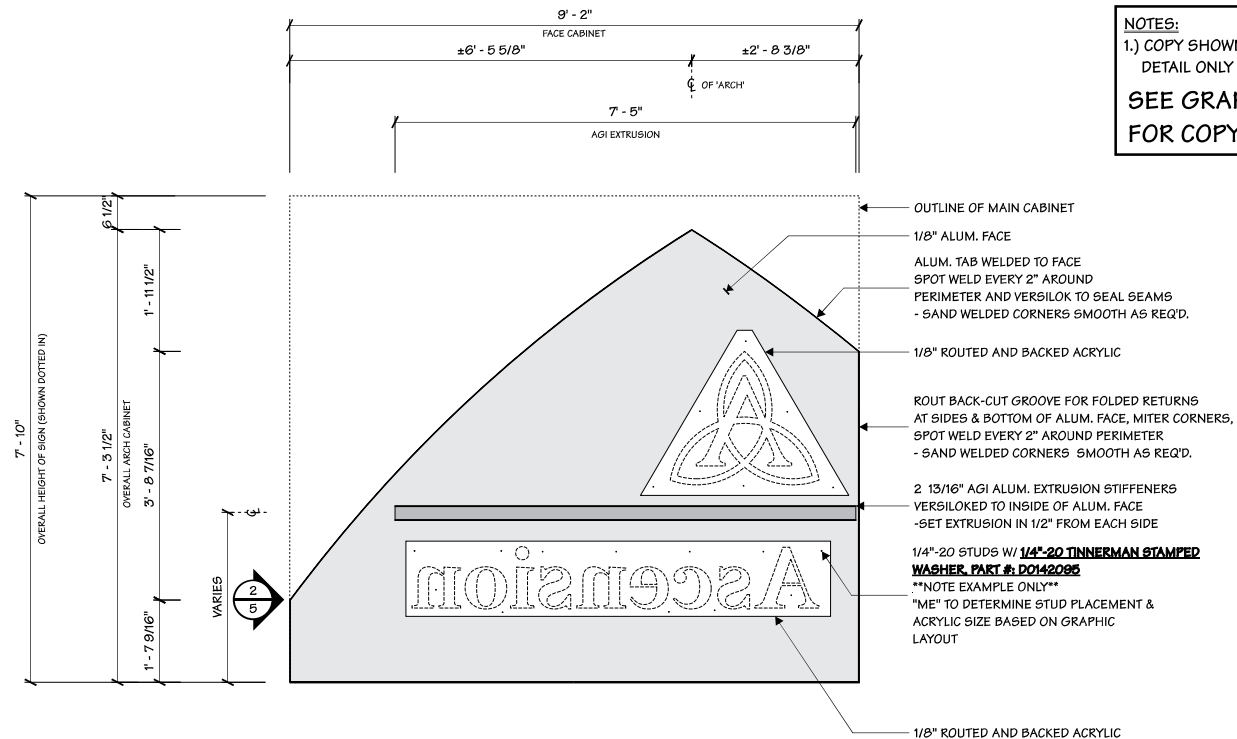 9' - 2"
FACE CABINET
±6' - 5 5/8"
±2' - 8 3/8"
℄ OF 'ARCH'
7' - 5"
AGI EXTRUSION
NOTES:
1.) COPY SHOWN
DETAIL ONLY
SEE GRAP
FOR COPY
7' - 10"
OVERALL HEIGHT OF SIGN (SHOWN DOTTED IN)
6 1/2"
7' - 3 1/2"
OVERALL ARCH CABINET
1' - 11 1/2"
3' - 8 7/16"
1' - 7 9/16"
℄
VARIES
2
5
A
Ascension
OUTLINE OF MAIN CABINET
1/8" ALUM. FACE
ALUM. TAB WELDED TO FACE
SPOT WELD EVERY 2" AROUND
PERIMETER AND VERSILOK TO SEAL SEAMS
- SAND WELDED CORNERS SMOOTH AS REQ'D.
1/8" ROUTED AND BACKED ACRYLIC
ROUT BACK-CUT GROOVE FOR FOLDED RETURNS
AT SIDES & BOTTOM OF ALUM. FACE, MITER CORNERS,
SPOT WELD EVERY 2" AROUND PERIMETER
- SAND WELDED CORNERS SMOOTH AS REQ'D.
2 13/16" AGI ALUM. EXTRUSION STIFFENERS
VERSILOKED TO INSIDE OF ALUM. FACE
-SET EXTRUSION IN 1/2" FROM EACH SIDE
1/4"-20 STUDS W/ 1/4"-20 TINNERMAN STAMPED
WASHER, PART #: D0142095
**NOTE EXAMPLE ONLY**
"ME" TO DETERMINE STUD PLACEMENT &
ACRYLIC SIZE BASED ON GRAPHIC
LAYOUT
1/8" ROUTED AND BACKED ACRYLIC